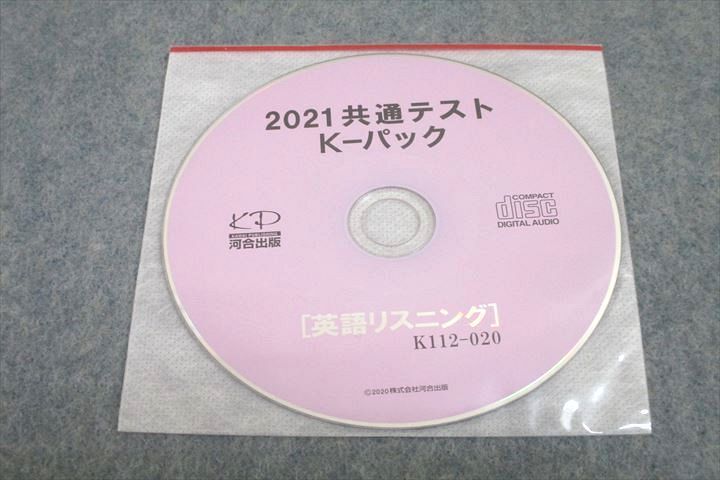 2021 共通テスト
K－パック
KP
KAWAI PUBLISHING
河合出版
COMPACT
disc
DIGITAL AUDIO
［英語リスニング］
K112-020
©2020 株式会社河合出版